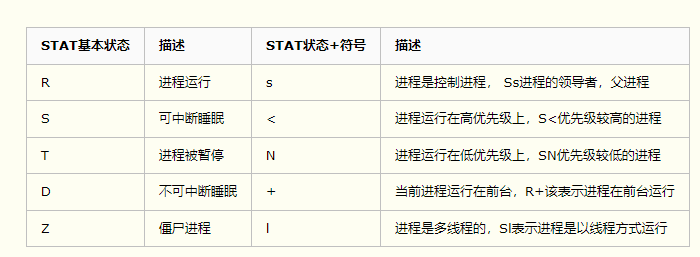 STAT基本状态 描述 STAT状态+符号 描述
R 进程运行 s 进程是控制进程， Ss进程的领导者，父进程
S 可中断睡眠 < 进程运行在高优先级上，S<优先级较高的进程
T 进程被暂停 N 进程运行在低优先级上，SN优先级较低的进程
D 不可中断睡眠 + 当前进程运行在前台，R+该表示进程在前台运行
Z 僵尸进程 l 进程是多线程的，Sl表示进程是以线程方式运行